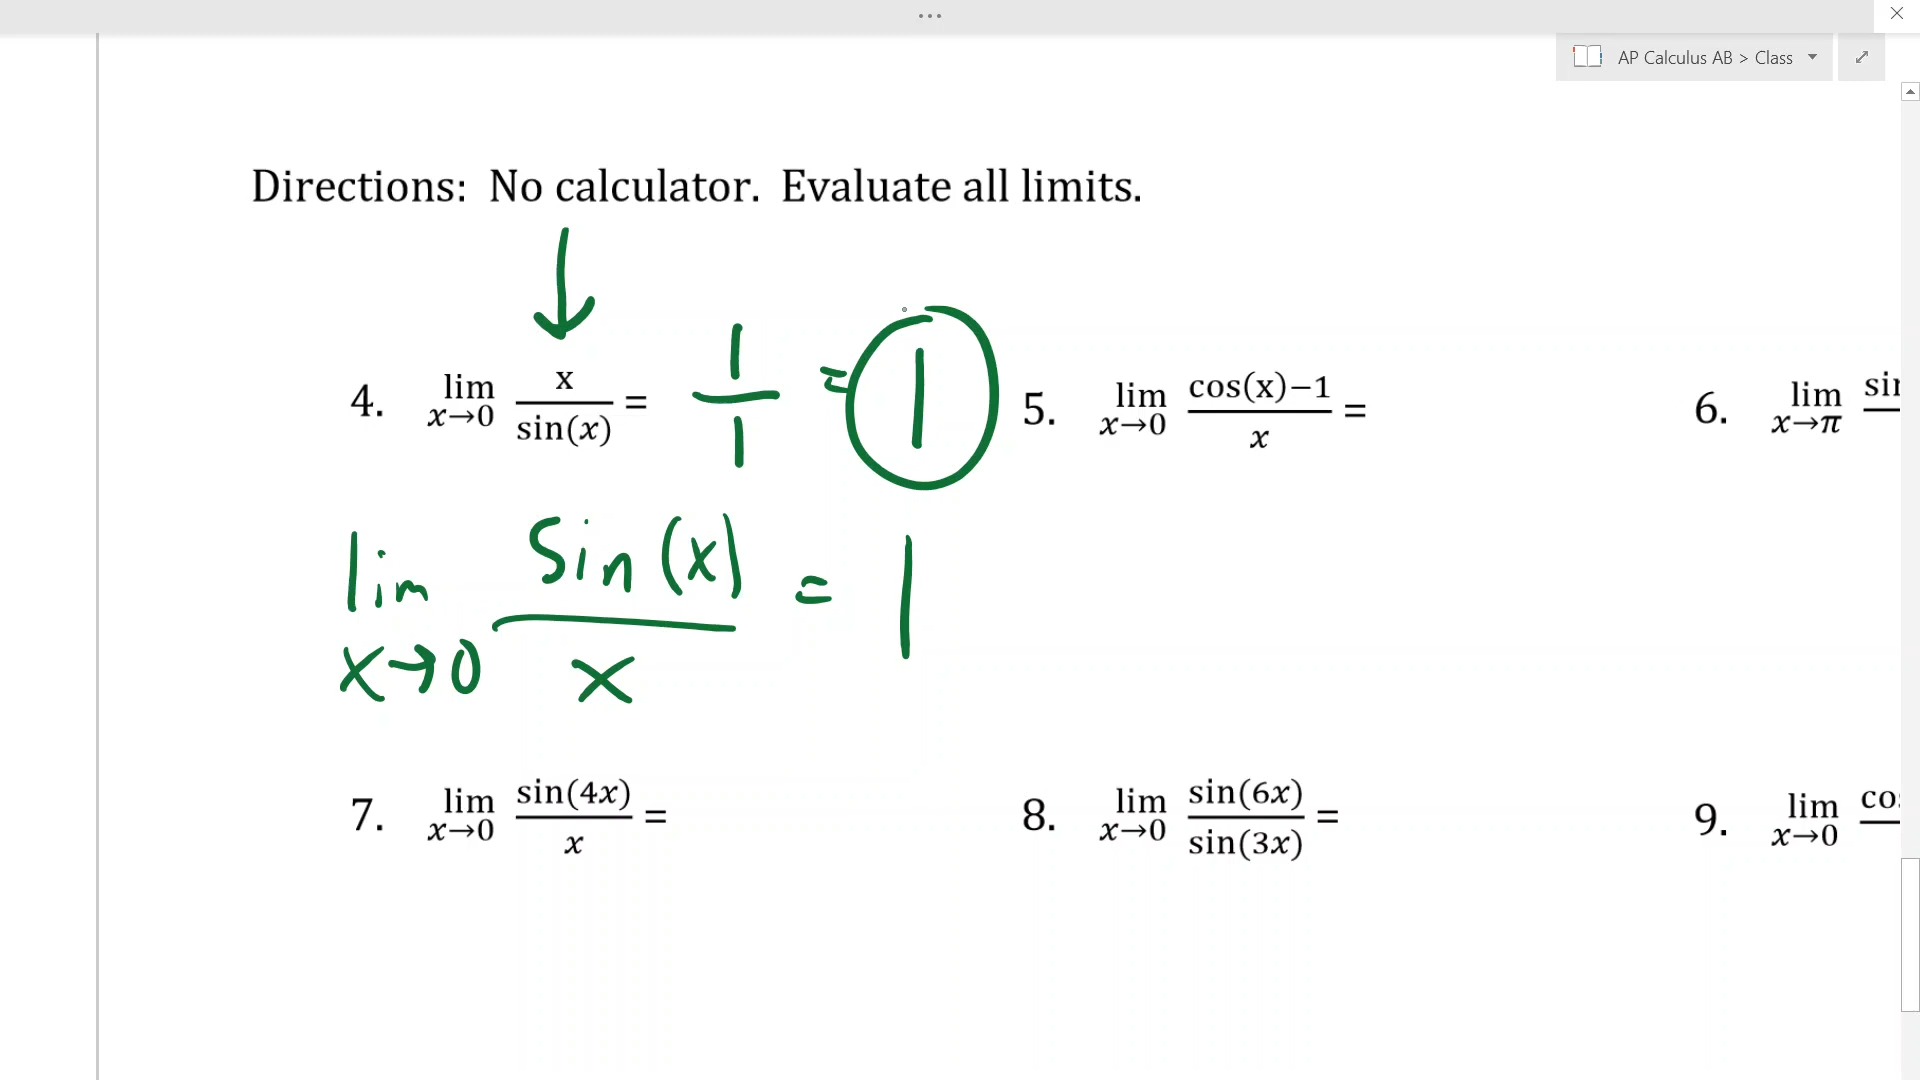 AP Calculus AB > Class
Directions: No calculator. Evaluate all limits.
4. lim x→0 x/sin(x) = 1/1 = 1
5. lim x→0 cos(x)−1/x =
6. lim x→π sin
lim x→0 sin(x)/x = 1
7. lim x→0 sin(4x)/x =
8. lim x→0 sin(6x)/sin(3x) =
9. lim x→0 cos